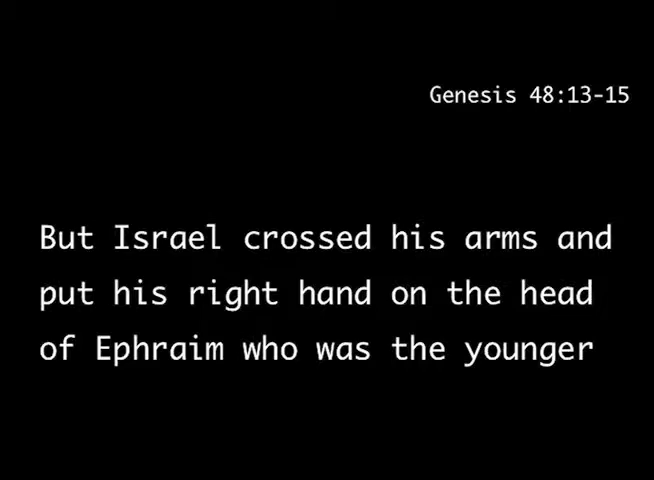 Genesis 48:13-15
But Israel crossed his arms and
put his right hand on the head
of Ephraim who was the younger